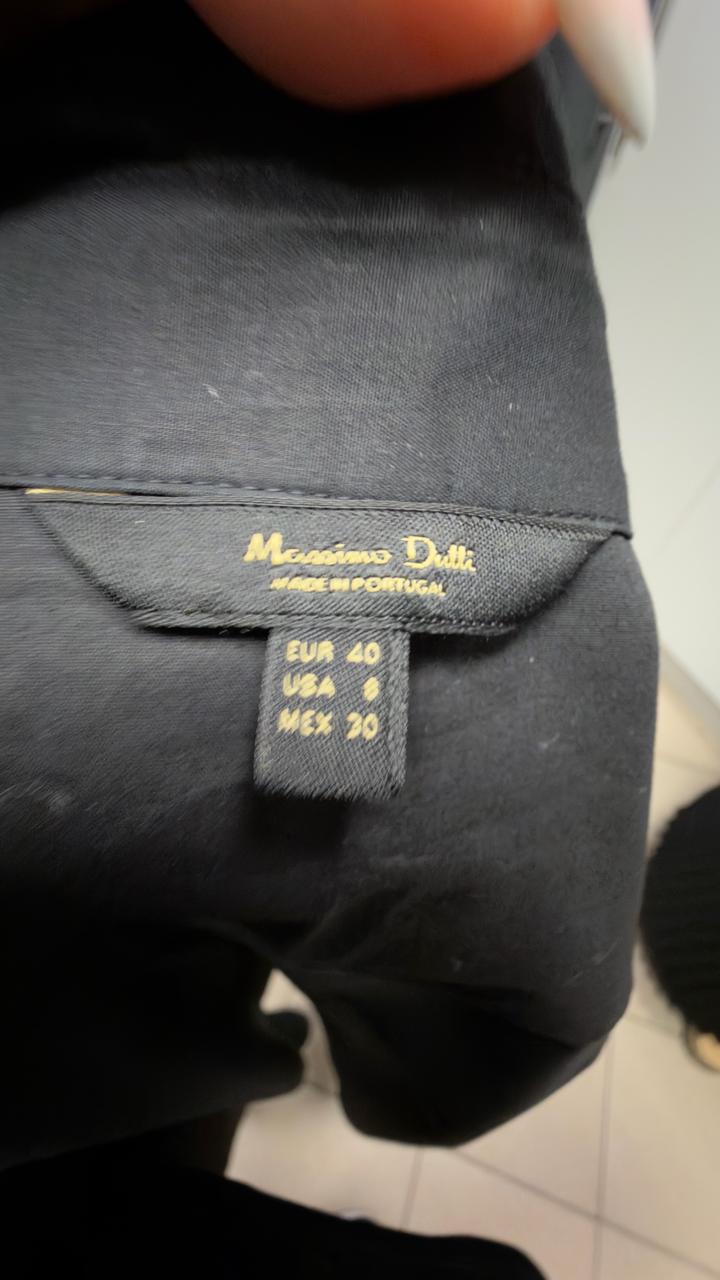 Massimo Dutti
MADE IN PORTUGAL
EUR 40
USA 8
MEX 30